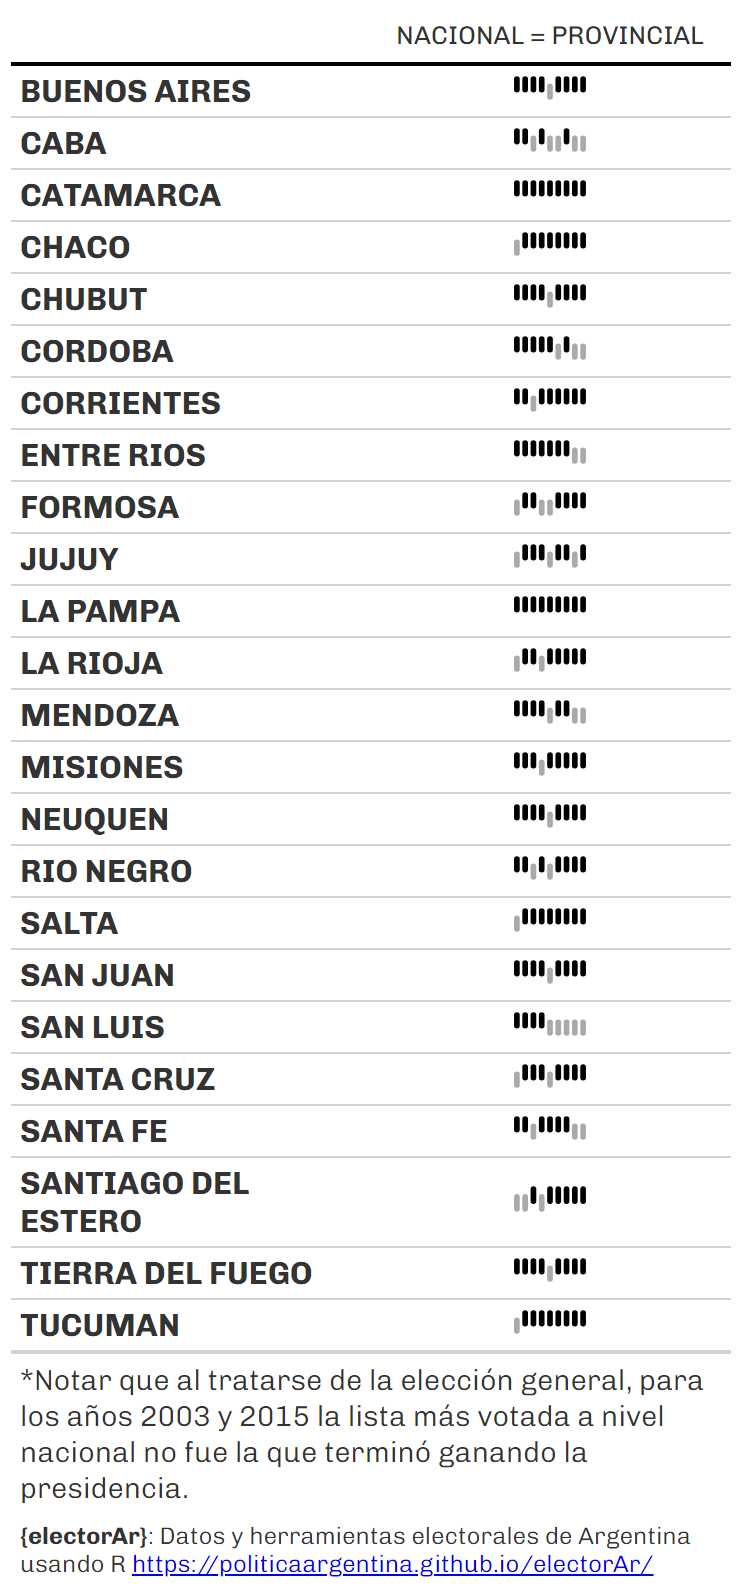 NACIONAL = PROVINCIAL
BUENOS AIRES
CABA
CATAMARCA
CHACO
CHUBUT
CORDOBA
CORRIENTES
ENTRE RIOS
FORMOSA
JUJUY
LA PAMPA
LA RIOJA
MENDOZA
MISIONES
NEUQUEN
RIO NEGRO
SALTA
SAN JUAN
SAN LUIS
SANTA CRUZ
SANTA FE
SANTIAGO DEL
ESTERO
TIERRA DEL FUEGO
TUCUMAN
*Notar que al tratarse de la elección general, para
los años 2003 y 2015 la lista más votada a nivel
nacional no fue la que terminó ganando la
presidencia.
{electorAr}: Datos y herramientas electorales de Argentina
usando R https://politicaargentina.github.io/electorAr/